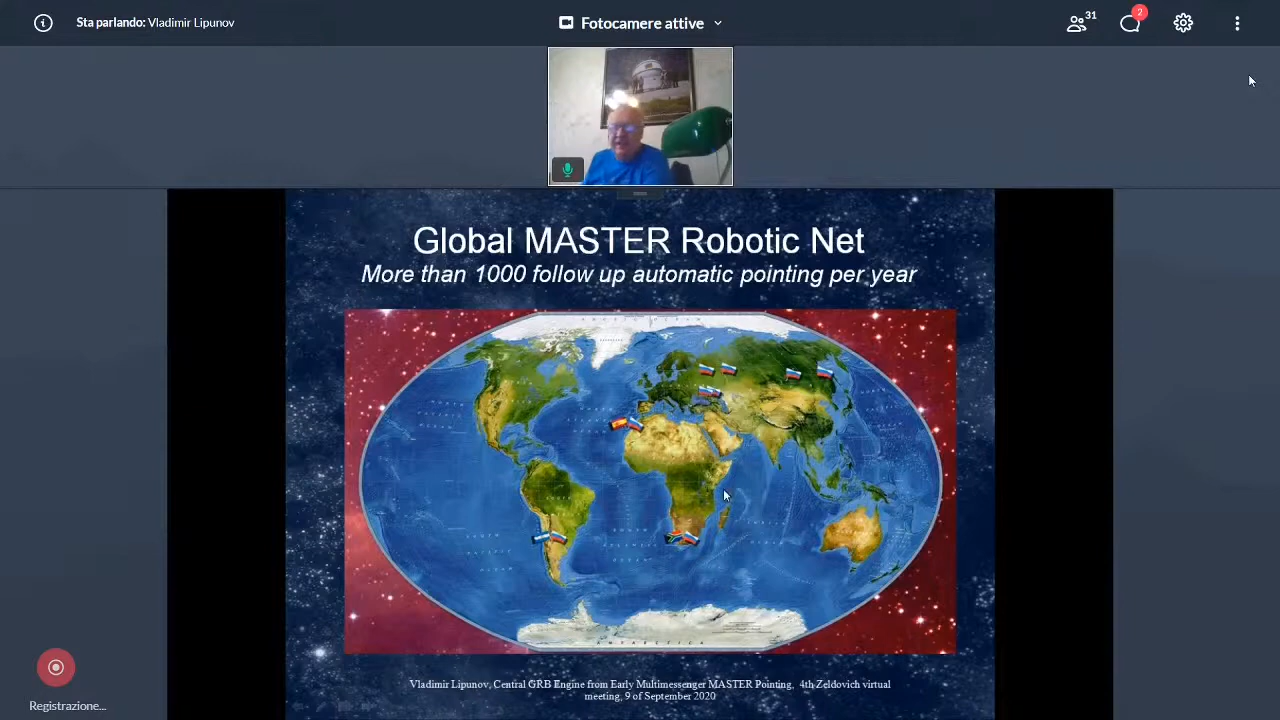 Sta parlando: Vladimir Lipunov
Fotocamere attive
31
2
Global MASTER Robotic Net
More than 1000 follow up automatic pointing per year
ANTARCTICA
Vladimir Lipunov, Central GRB Engine from Early Multimessenger MASTER Pointing, 4th Zeldovich virtual
meeting, 9 of September 2020
Registrazione...